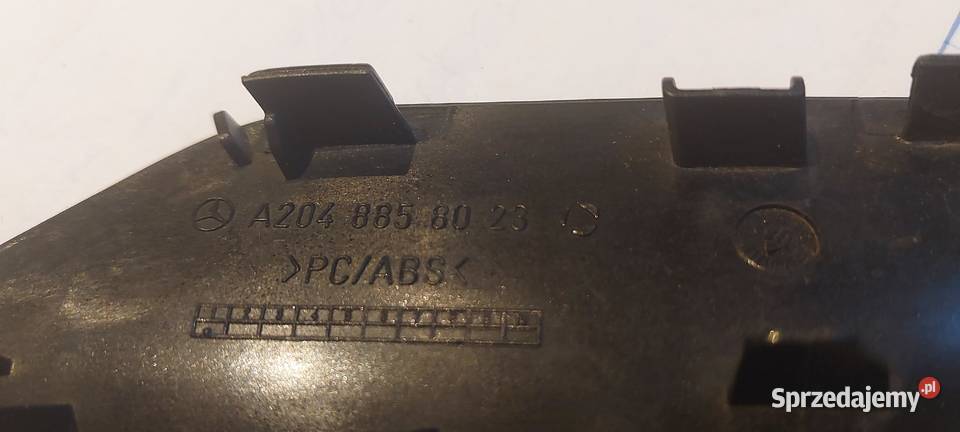 A204 885 80 23
>PC/ABS<
Sprzedajemy.pl